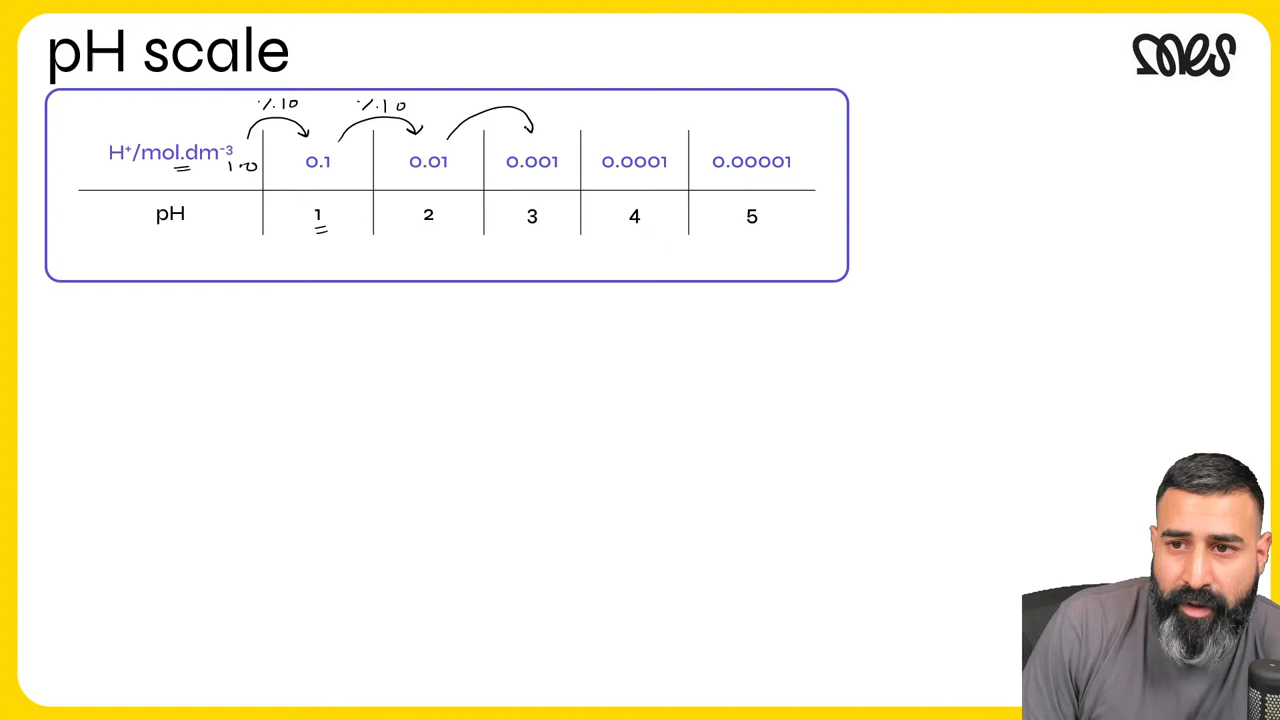 pH scale
mes
÷10 ÷10
H⁺/mol.dm⁻³ 1.0 0.1 0.01 0.001 0.0001 0.00001
pH 1 2 3 4 5